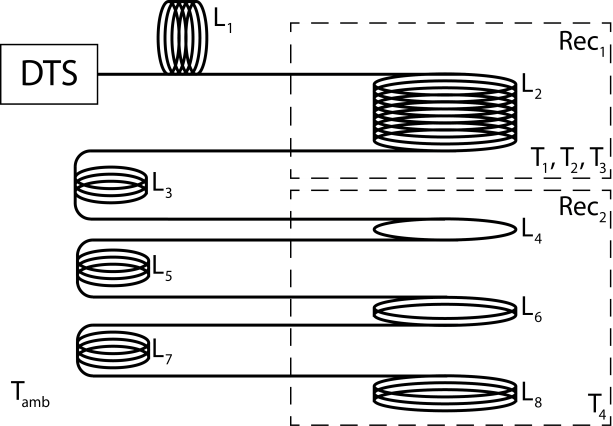 L1
DTS
Rec1
L2
T1, T2, T3
L3
Rec2
L4
L5
L6
L7
Tamb
L8
T4